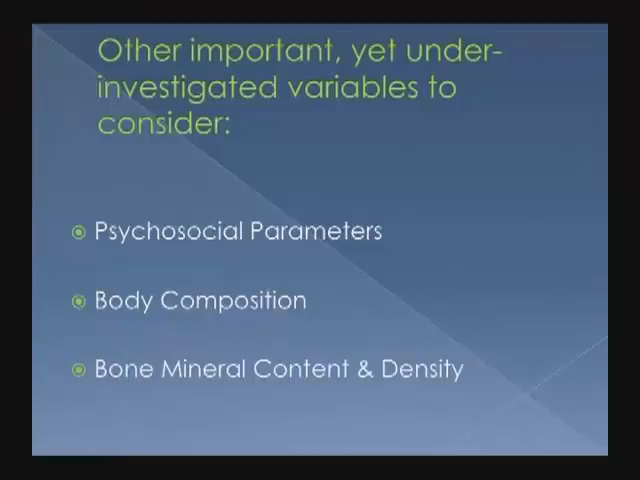 Other important, yet under-
investigated variables to
consider:
Psychosocial Parameters
Body Composition
Bone Mineral Content & Density